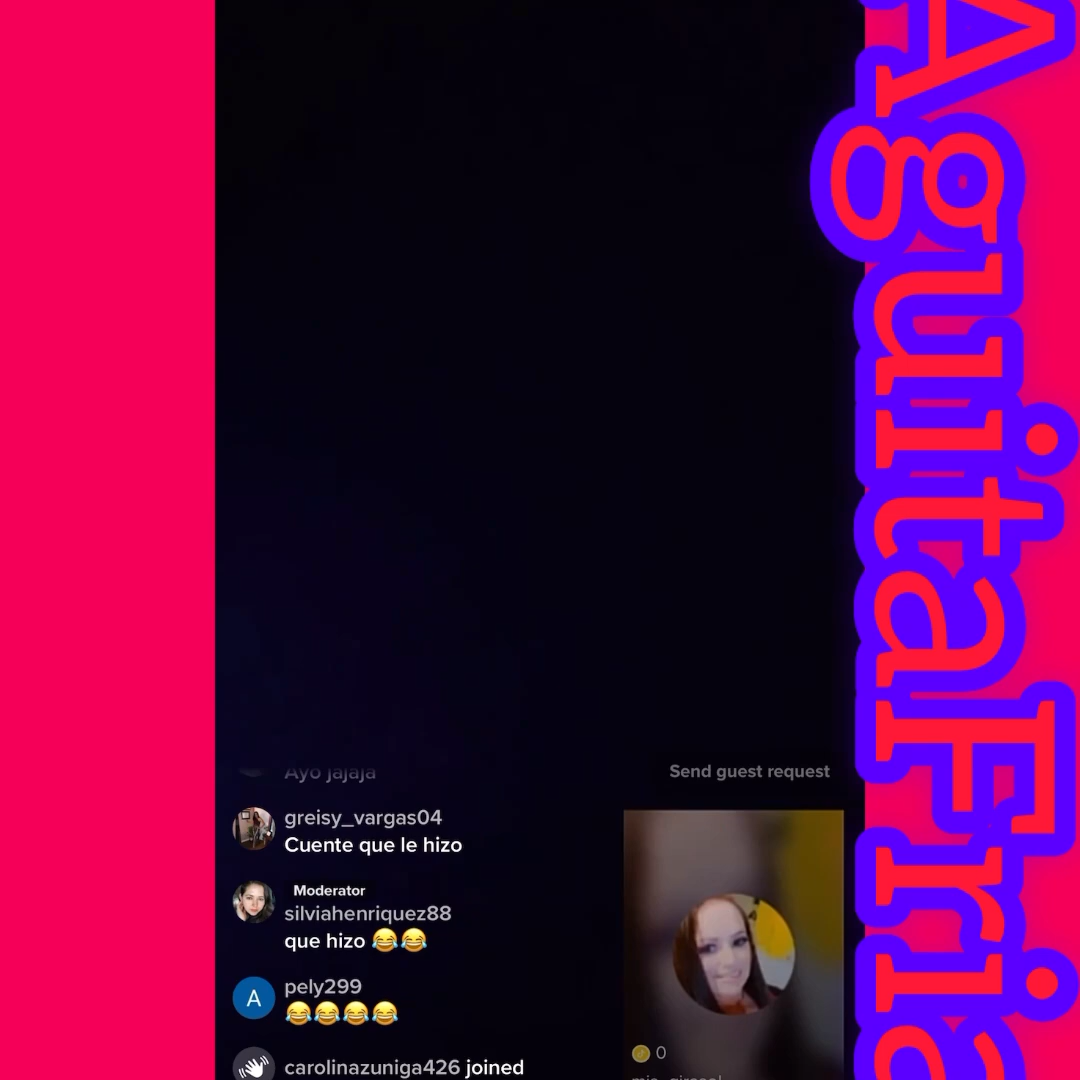 Ayo jajaja
greisy_vargas04
Cuente que le hizo
Moderator
silviahenriquez88
que hizo 😂😂
A
pely299
😂😂😂😂
carolinazuniga426 joined
Send guest request
0
AguitaFria